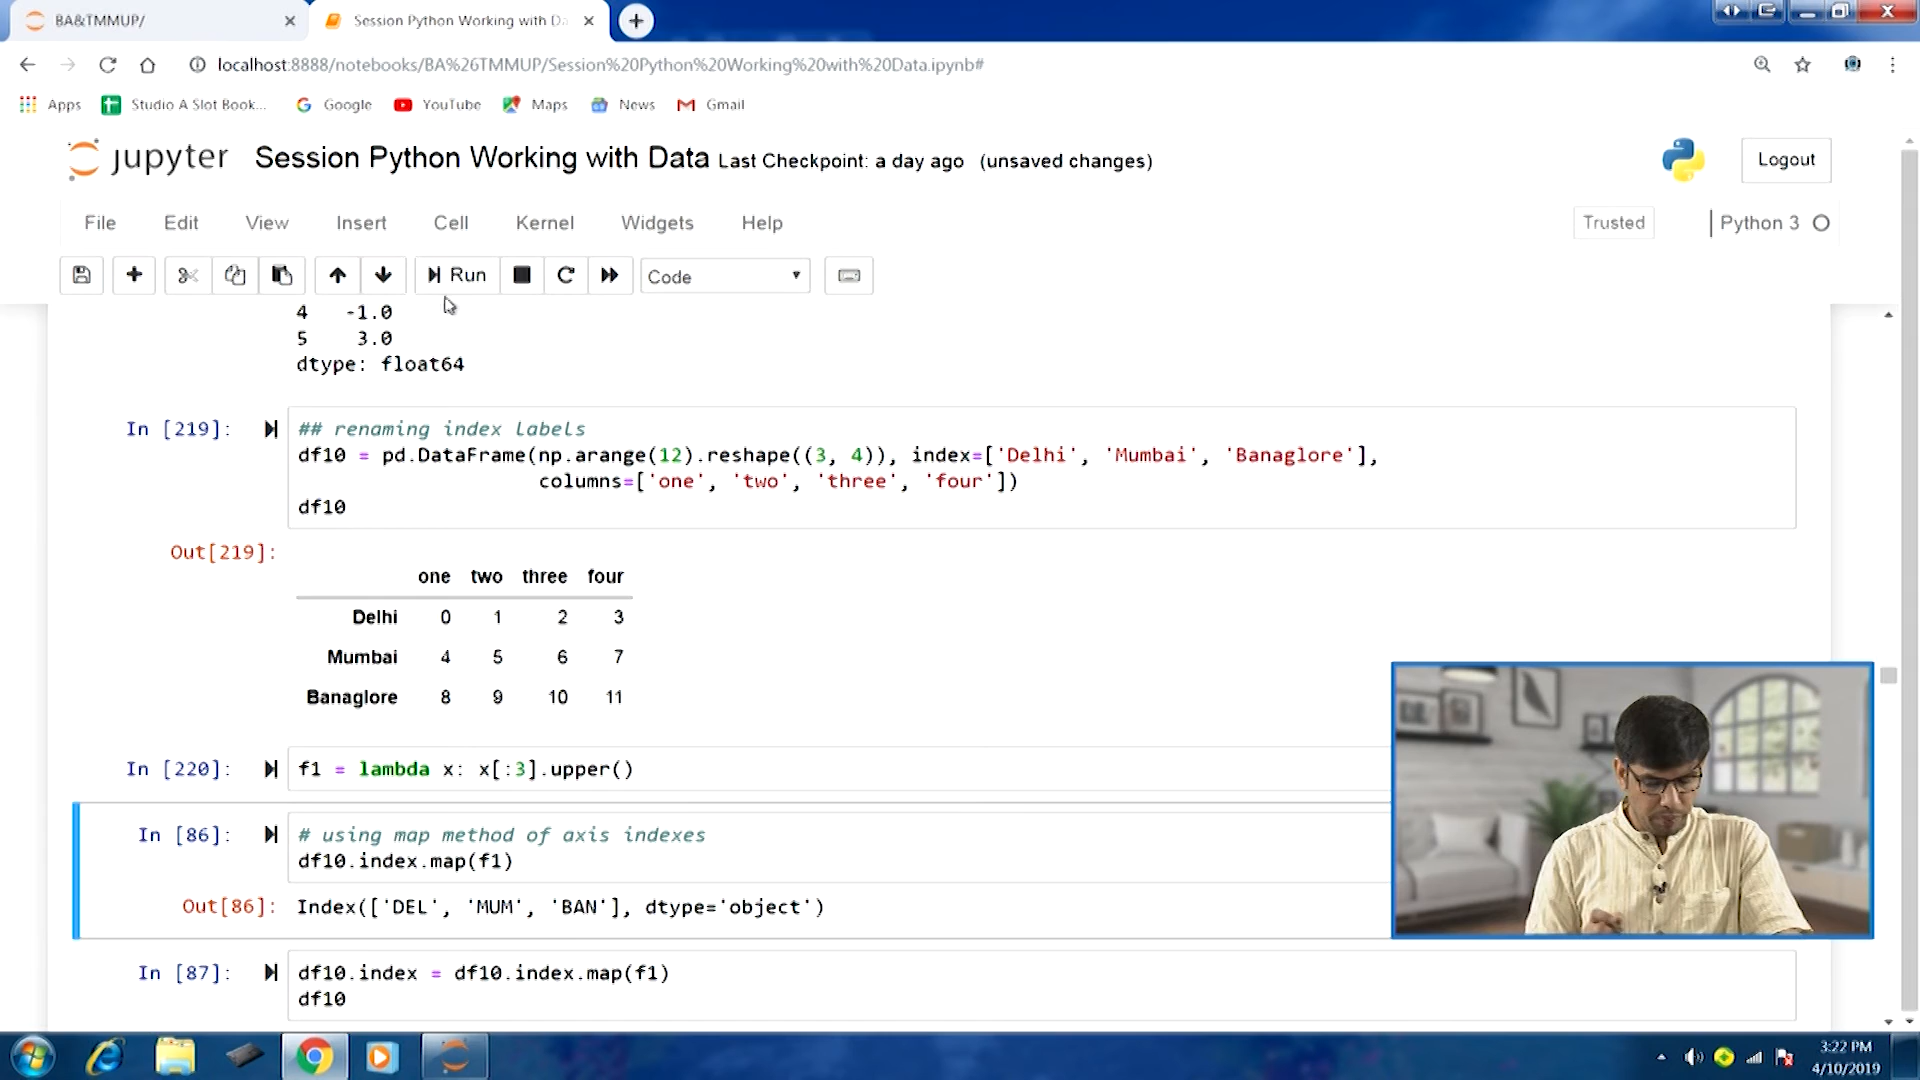 BA&TMMUP/
Session Python Working with Da
localhost:8888/notebooks/BA%26TMMUP/Session%20Python%20Working%20with%20Data.ipynb#
Apps
Studio A Slot Book...
Google
YouTube
Maps
News
Gmail
jupyter Session Python Working with Data Last Checkpoint: a day ago (unsaved changes)
Logout
File Edit View Insert Cell Kernel Widgets Help
Trusted
Python 3
Run
Code
4 -1.0
5 3.0
dtype: float64
In [219]: ## renaming index labels
df10 = pd.DataFrame(np.arange(12).reshape((3, 4)), index=['Delhi', 'Mumbai', 'Banaglore'],
columns=['one', 'two', 'three', 'four'])
df10
Out[219]:
one two three four
Delhi 0 1 2 3
Mumbai 4 5 6 7
Banaglore 8 9 10 11
In [220]: f1 = lambda x: x[:3].upper()
In [86]: # using map method of axis indexes
df10.index.map(f1)
Out[86]: Index(['DEL', 'MUM', 'BAN'], dtype='object')
In [87]: df10.index = df10.index.map(f1)
df10
3:22 PM
4/10/2019